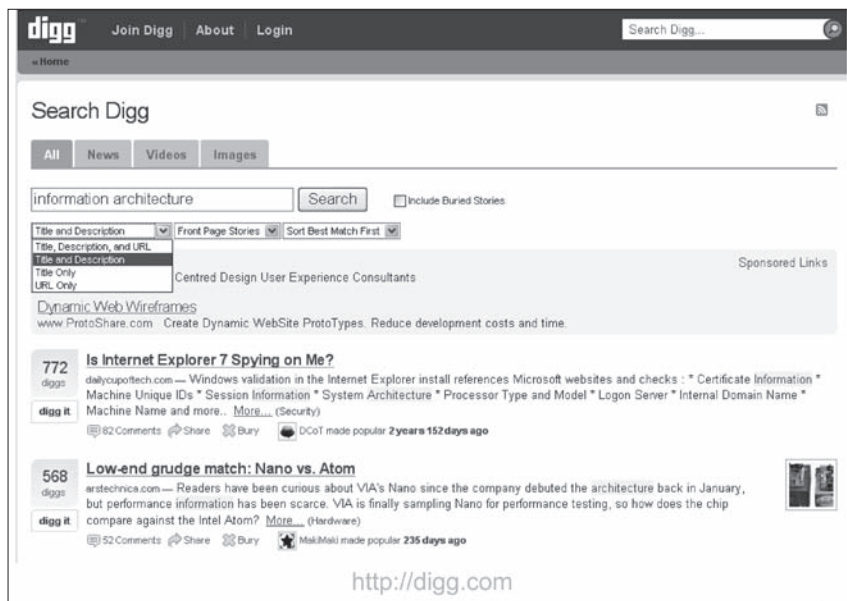 digg Join Digg About Login Search Digg...
« Home
Search Digg
All News Videos Images
information architecture Search Include Buried Stories
Title and Description Front Page Stories Sort Best Match First
Title, Description, and URL
Title and Description
Title Only
URL Only
Sponsored Links
Centred Design User Experience Consultants
Dynamic Web Wireframes
www.ProtoShare.com Create Dynamic WebSite ProtoTypes. Reduce development costs and time.
772 diggs
digg it
Is Internet Explorer 7 Spying on Me?
dailycupoftech.com — Windows validation in the Internet Explorer install references Microsoft websites and checks : * Certificate Information *
Machine Unique IDs * Session Information * System Architecture * Processor Type and Model * Logon Server * Internal Domain Name *
Machine Name and more.. More... (Security)
82 Comments Share Bury DCoT made popular 2 years 152 days ago
568 diggs
digg it
Low-end grudge match: Nano vs. Atom
arstechnica.com — Readers have been curious about VIA's Nano since the company debuted the architecture back in January,
but performance information has been scarce. VIA is finally sampling Nano for performance testing, so how does the chip
compare against the Intel Atom? More... (Hardware)
52 Comments Share Bury MakiMaki made popular 235 days ago
http://digg.com